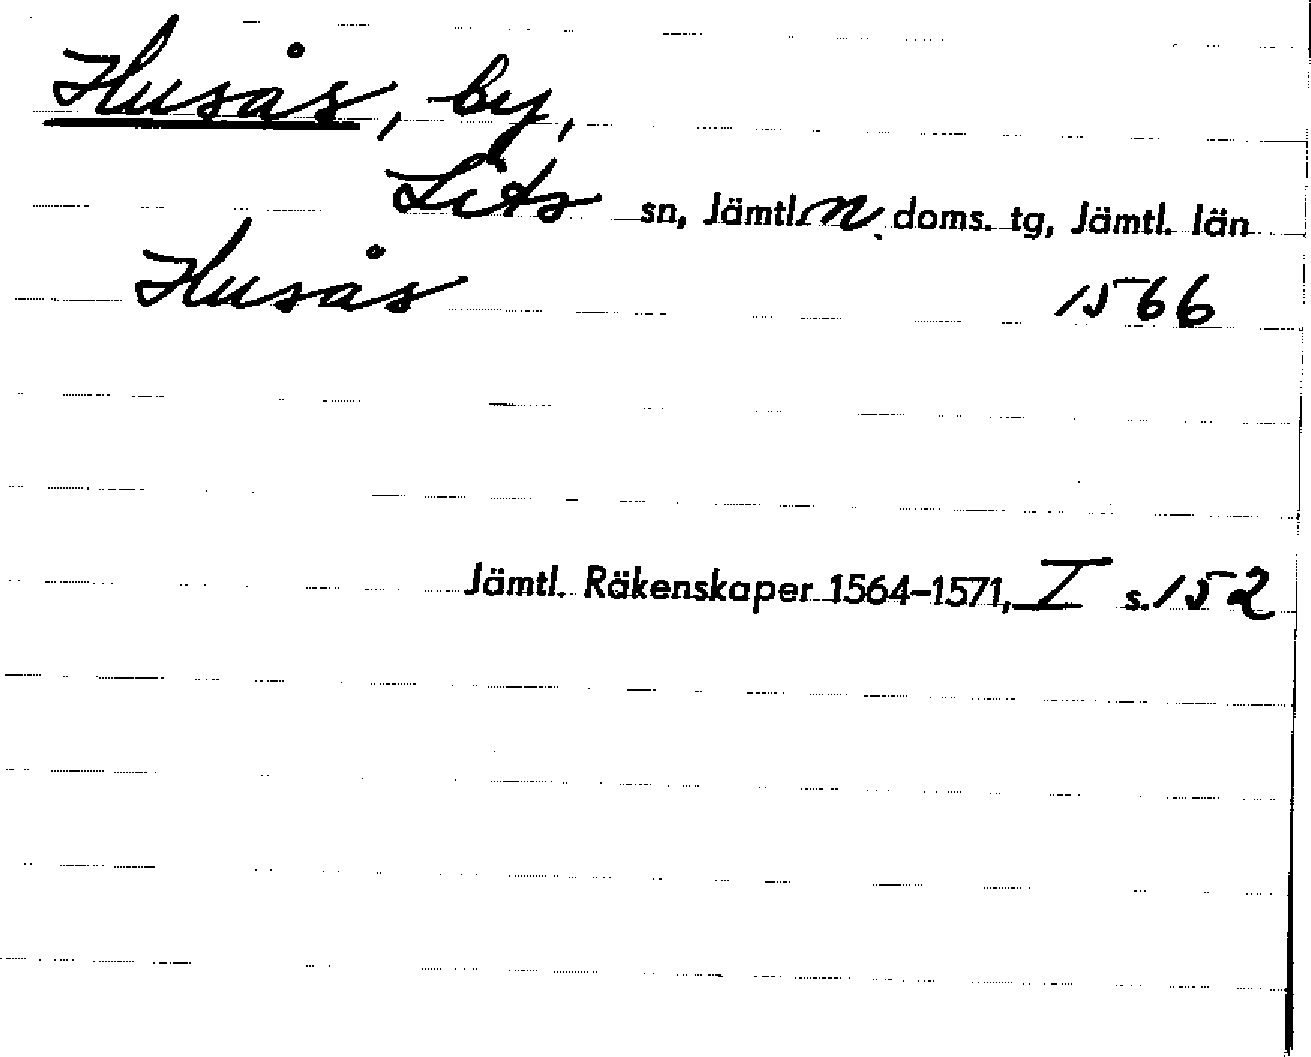 Husås, by,
Lits sn, Jämtl. n. doms. tg, Jämtl. län
Husås 1566
Jämtl. Räkenskaper 1564–1571, I s. 152